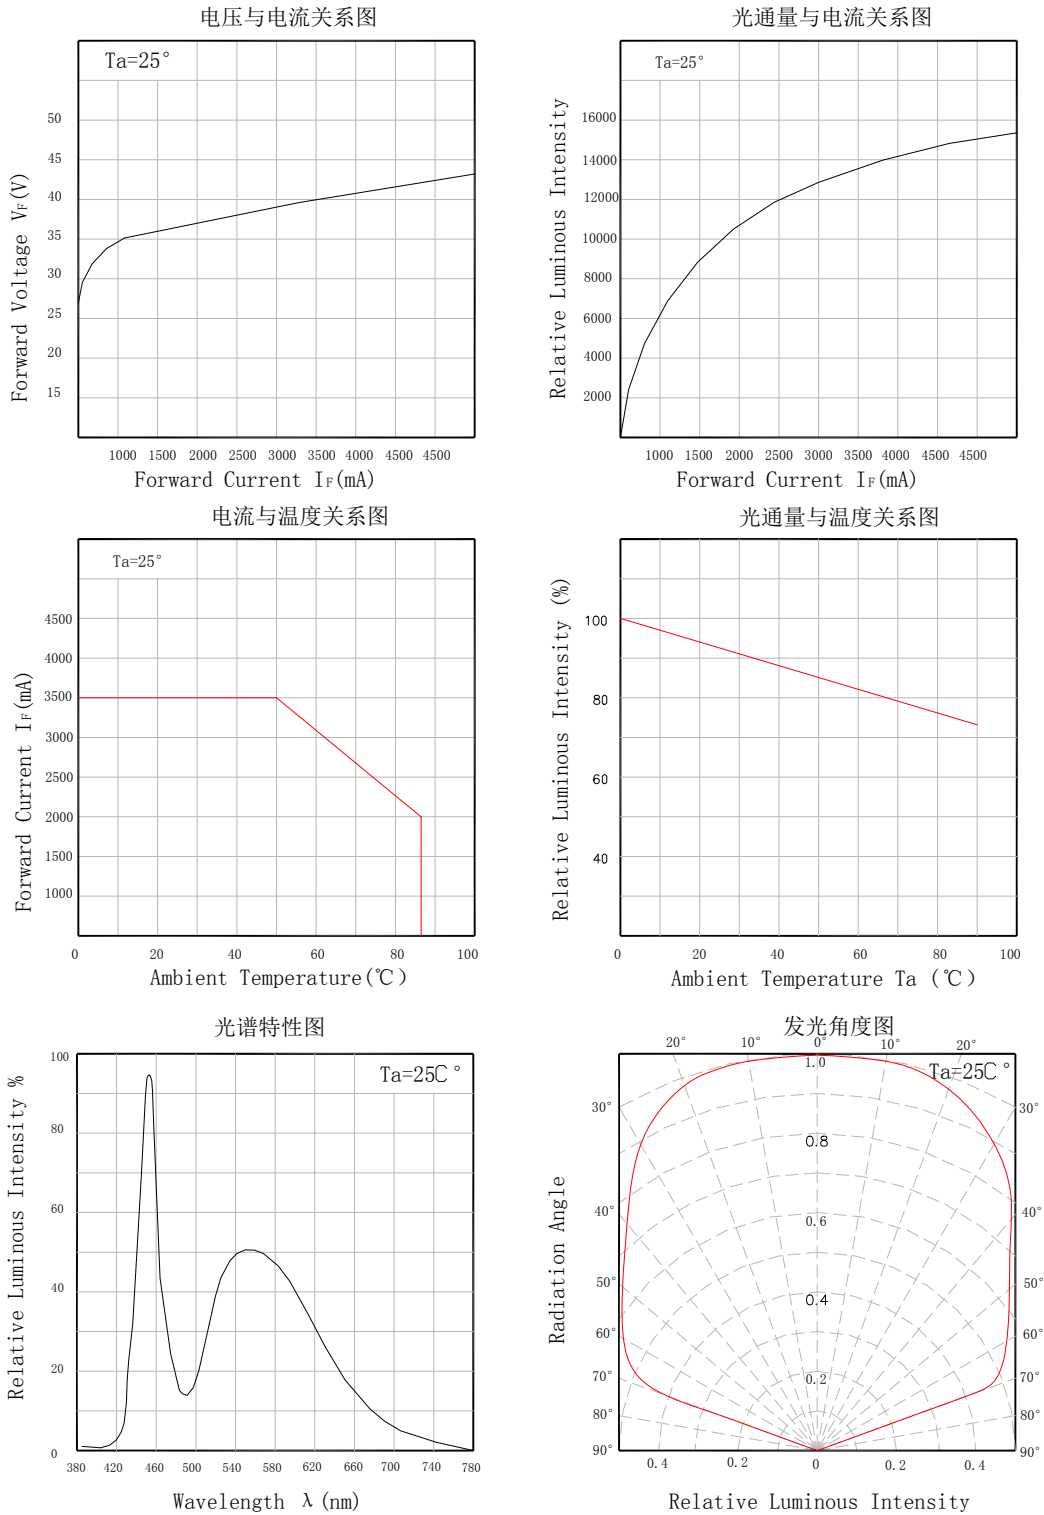 电压与电流关系图
Ta=25°
50
45
40
35
30
25
20
15
Forward Voltage VF(V)
1000 1500 2000 2500 3000 3500 4000 4500 4500
Forward Current IF(mA)
光通量与电流关系图
Ta=25°
16000
14000
12000
10000
8000
6000
4000
2000
Relative Luminous Intensity
1000 1500 2000 2500 3000 3500 4000 4500 4500
Forward Current IF(mA)
电流与温度关系图
Ta=25°
4500
4000
3500
3000
2500
2000
1500
1000
Forward Current IF(mA)
0 20 40 60 80 100
Ambient Temperature(℃)
光通量与温度关系图
100
80
60
40
Relative Luminous Intensity (%)
0 20 40 60 80 100
Ambient Temperature Ta (℃)
光谱特性图
Ta=25C °
100
80
60
40
20
0
Relative Luminous Intensity %
380 420 460 500 540 580 620 660 700 740 780
Wavelength λ (nm)
发光角度图
20° 10° 0° 10° 20°
Ta=25C °
1.0
30° 30°
0.8
40° 40°
0.6
50° 50°
0.4
60° 60°
70° 0.2 70°
80° 80°
90° 90°
Radiation Angle
0.4 0.2 0 0.2 0.4
Relative Luminous Intensity